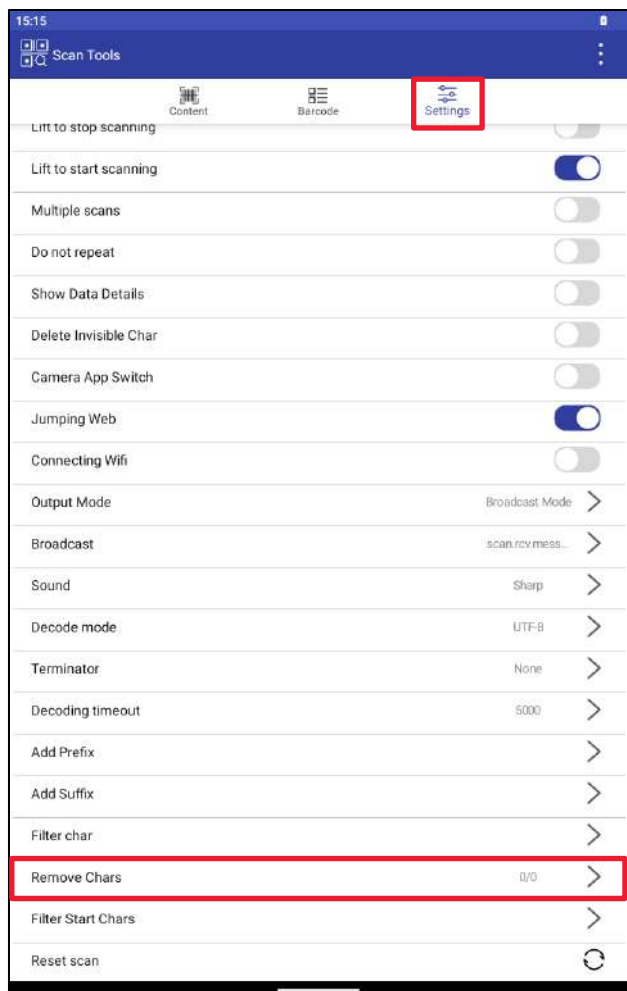 15:15
Scan Tools
Content Barcode Settings
Lift to stop scanning
Lift to start scanning
Multiple scans
Do not repeat
Show Data Details
Delete Invisible Char
Camera App Switch
Jumping Web
Connecting Wifi
Output Mode Broadcast Mode
Broadcast scan.rcv.mess...
Sound Sharp
Decode mode UTF-8
Terminator None
Decoding timeout 5000
Add Prefix
Add Suffix
Filter char
Remove Chars 0/0
Filter Start Chars
Reset scan